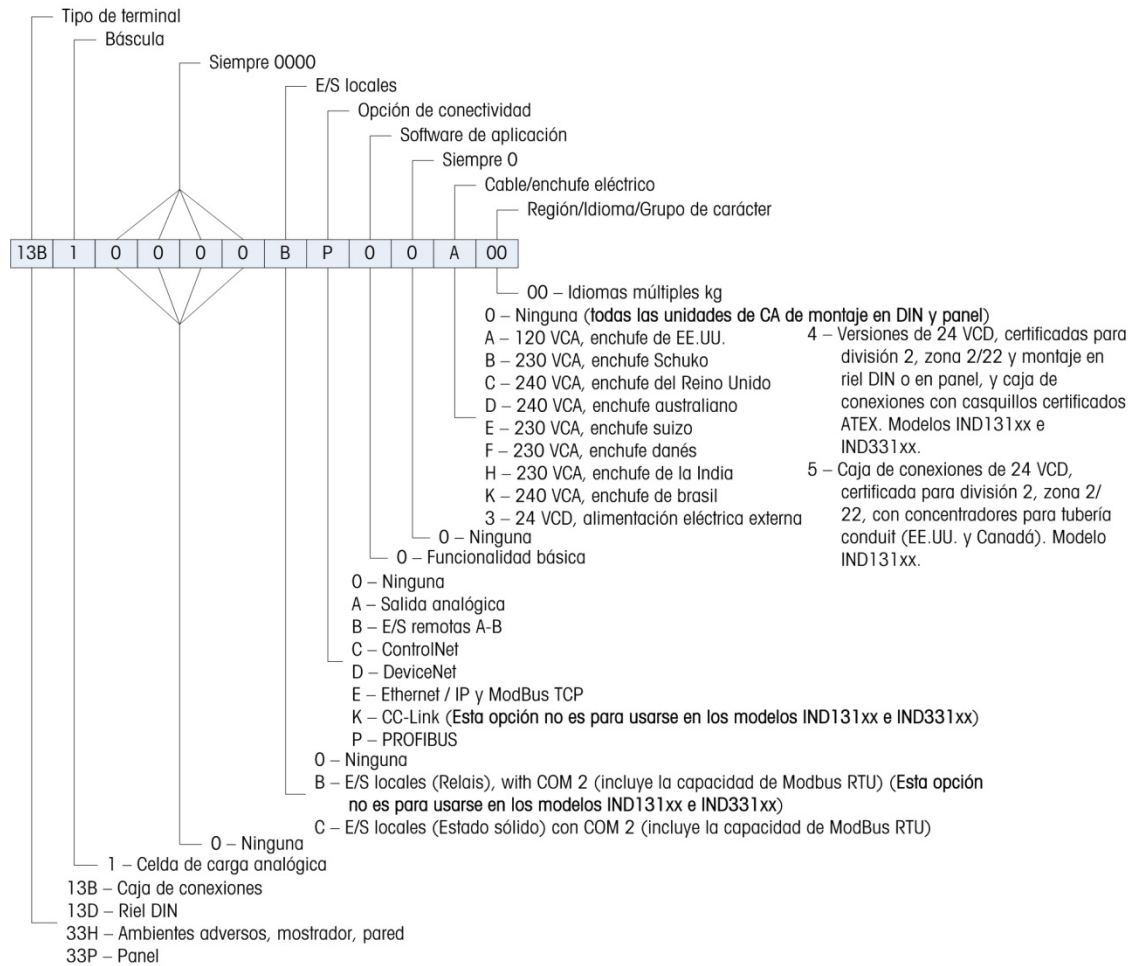 Tipo de terminal
Báscula
Siempre 0000
E/S locales
Opción de conectividad
Software de aplicación
Siempre 0
Cable/enchufe eléctrico
Región/Idioma/Grupo de carácter
13B 1 0 0 0 0 B P 0 0 A 00
00 – Idiomas múltiples kg
0 – Ninguna (todas las unidades de CA de montaje en DIN y panel)
A – 120 VCA, enchufe de EE.UU.
B – 230 VCA, enchufe Schuko
C – 240 VCA, enchufe del Reino Unido
D – 240 VCA, enchufe australiano
E – 230 VCA, enchufe suizo
F – 230 VCA, enchufe danés
H – 230 VCA, enchufe de la India
K – 240 VCA, enchufe de brasil
3 – 24 VCD, alimentación eléctrica externa
4 – Versiones de 24 VCD, certificadas para
división 2, zona 2/22 y montaje en
riel DIN o en panel, y caja de
conexiones con casquillos certificados
ATEX. Modelos IND131xx e
IND331xx.
5 – Caja de conexiones de 24 VCD,
certificada para división 2, zona 2/
22, con concentradores para tubería
conduit (EE.UU. y Canadá). Modelo
IND131xx.
0 – Ninguna
0 – Funcionalidad básica
0 – Ninguna
A – Salida analógica
B – E/S remotas A-B
C – ControlNet
D – DeviceNet
E – Ethernet / IP y ModBus TCP
K – CC-Link (Esta opción no es para usarse en los modelos IND131xx e IND331xx)
P – PROFIBUS
0 – Ninguna
B – E/S locales (Relais), with COM 2 (incluye la capacidad de Modbus RTU) (Esta opción
no es para usarse en los modelos IND131xx e IND331xx)
C – E/S locales (Estado sólido) con COM 2 (incluye la capacidad de ModBus RTU)
0 – Ninguna
1 – Celda de carga analógica
13B – Caja de conexiones
13D – Riel DIN
33H – Ambientes adversos, mostrador, pared
33P – Panel